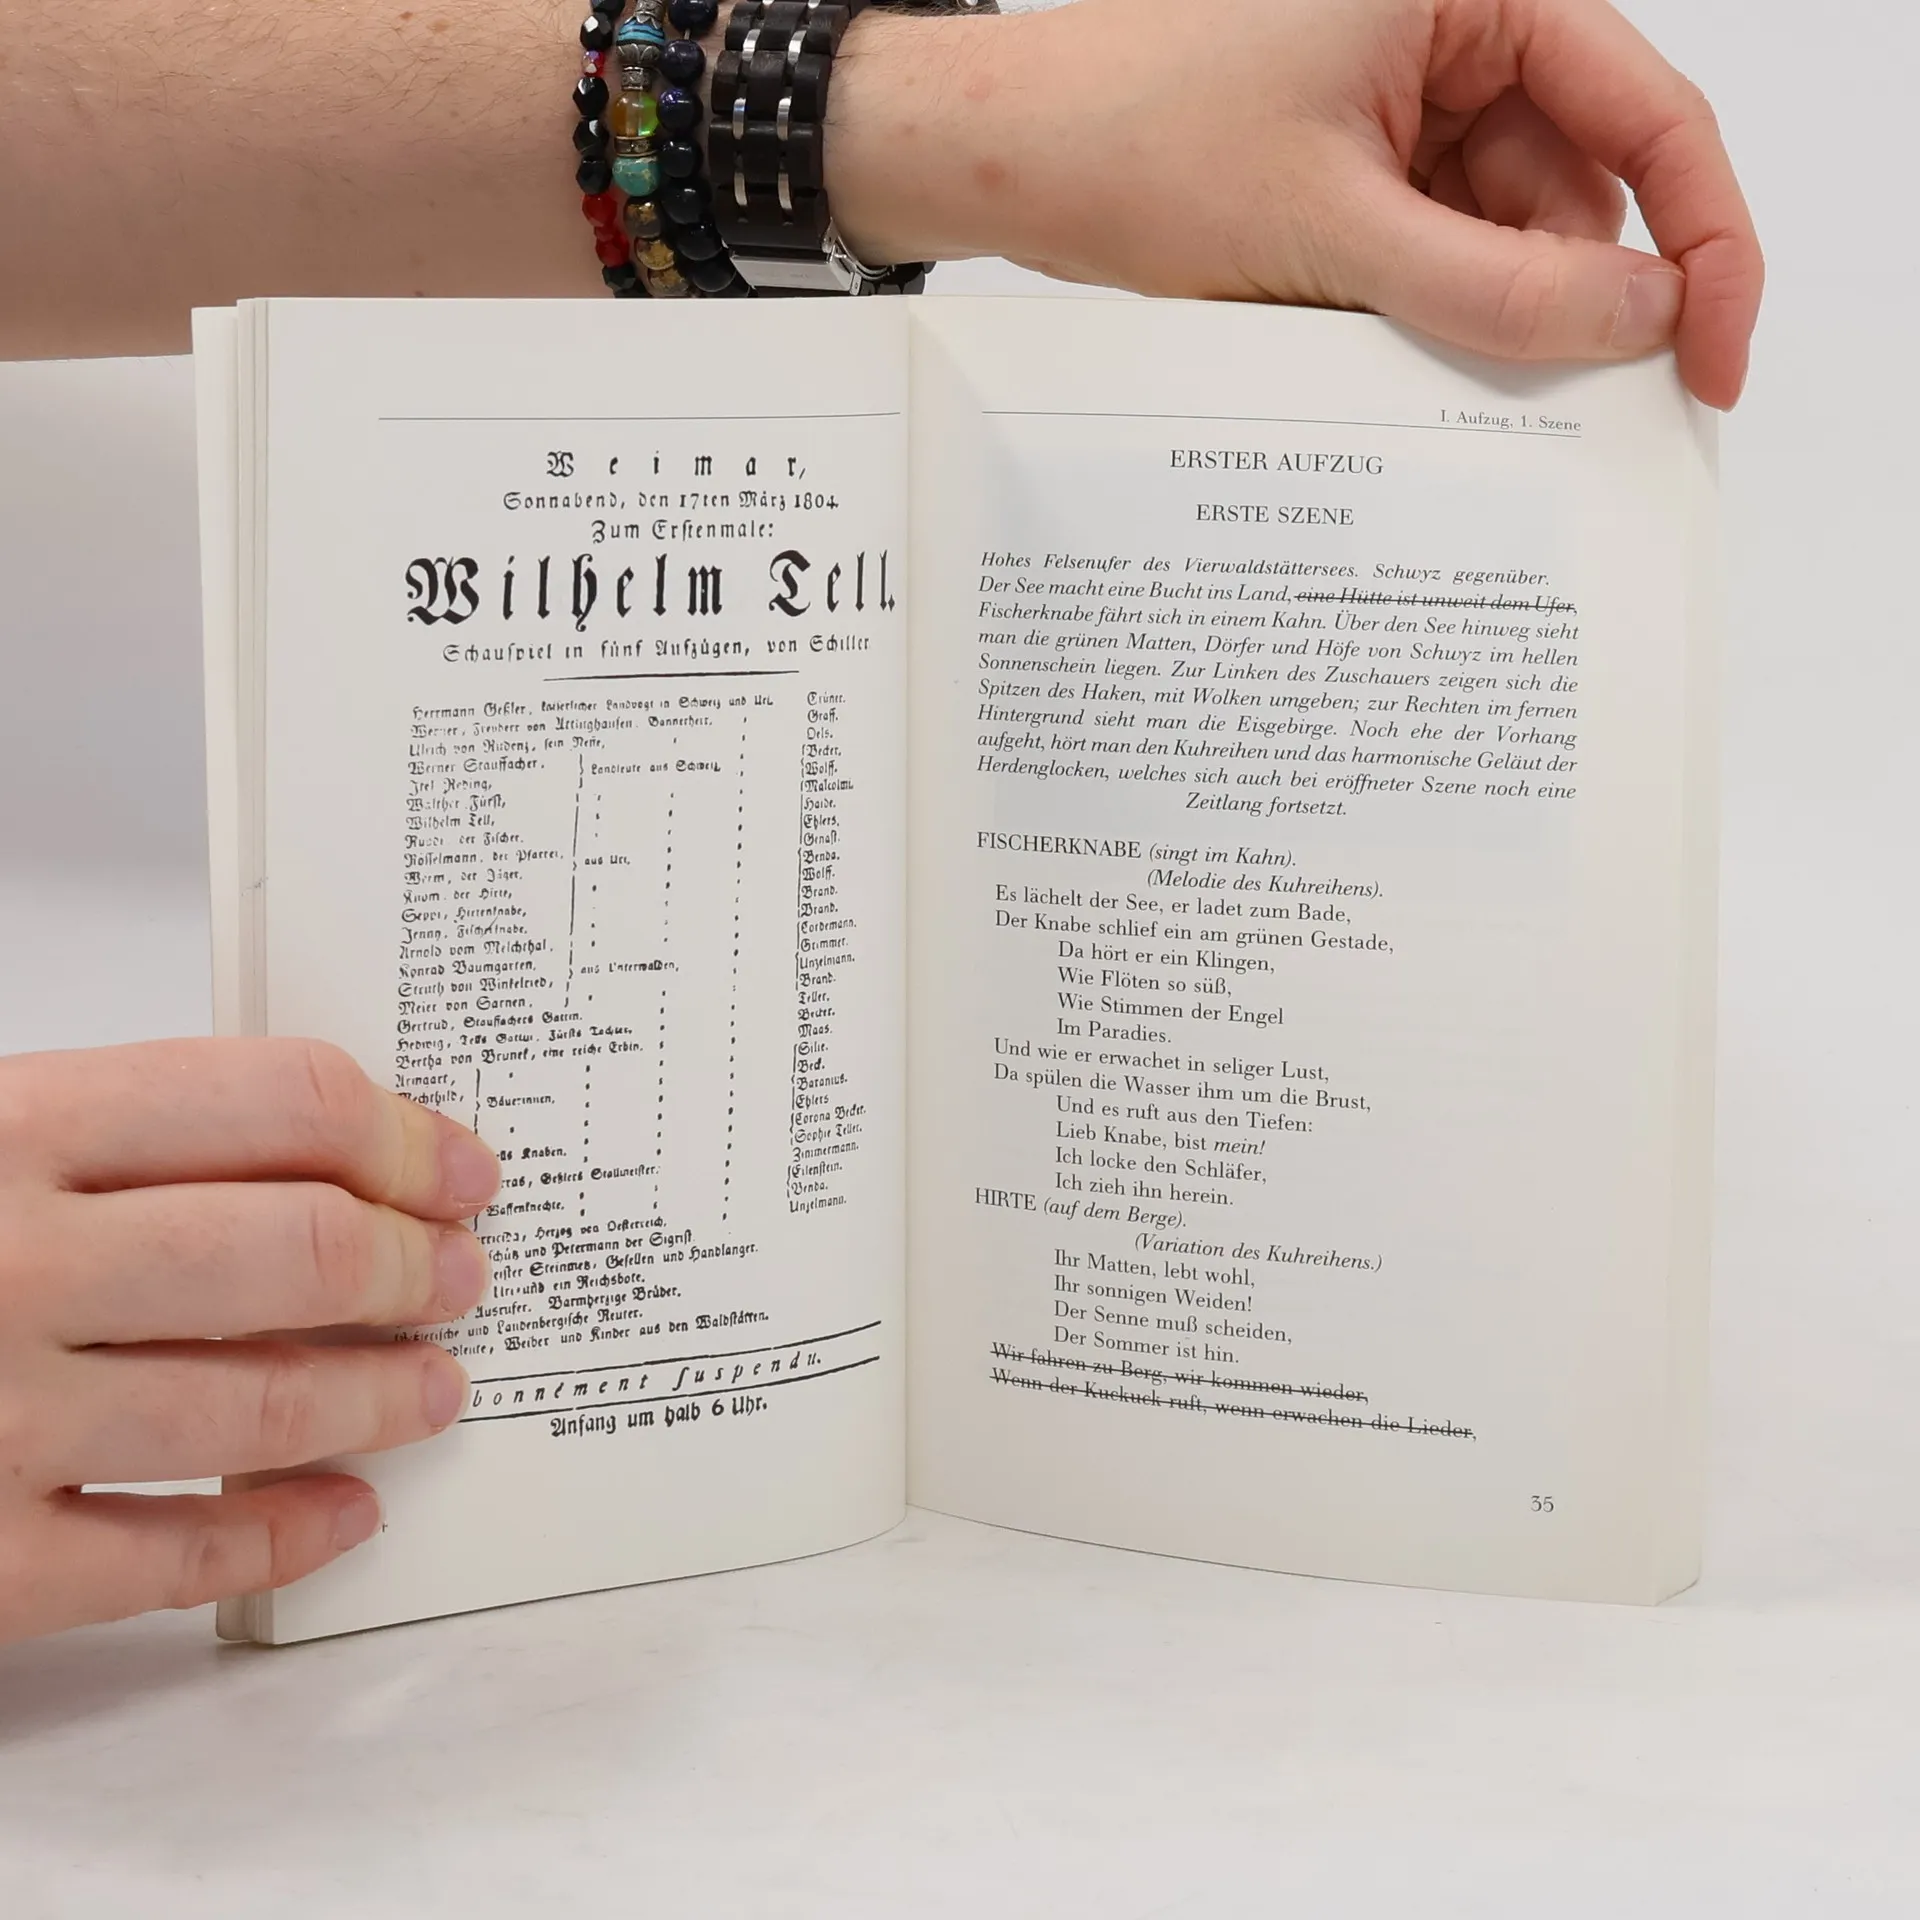 Weimar,
Sonnabend, den 17ten März 1804.
Zum Erstenmale:
Wilhelm Tell.
Schauspiel in fünf Aufzügen, von Schiller
Herrmann Geßler, kaiserlicher Landvogt in Schweiz und Uri. Grüner.
Werner, Freyherr von Attinghausen, Bannerherr, Graff.
Ulrich von Rudenz, sein Neffe, Oels.
Werner Stauffacher, Landleute aus Schweiz, Becker,
Itel Reding, Wolff.
Walther Fürst, Malcolmi.
Wilhelm Tell, Haide.
Ruodi der Fischer. Ehlers.
Rösselmann, der Pfarrer, aus Uri, Genast.
Werni, der Jäger, Benda.
Kuoni der Hirte, Wolff.
Seppi, Hirtenknabe, Brand.
Jenny, Fischerknabe, Brand.
Arnold vom Melchthal, Cordemann.
Konrad Baumgarten, aus Unterwalden, Grimmer.
Struth von Winkelried, Unzelmann.
Meier von Sarnen, Brand.
Gertrud, Stauffachers Gattin. Teller.
Hedwig, Tells Gattin, Fürsts Tochter, Becker.
Bertha von Brunek, eine reiche Erbin. Maas.
Armgart, Silie.
Mechthild, Bäuerinnen, Beck.
Baranius.
Ehlers
Knaben. Corona Becker.
Sophie Teller.
Geßlers Stallmeister. Zimmermann.
Waffenknechte, Eilenstein.
Benda.
Herzog von Oesterreich, Unzelmann.
und Petermann der Sigrist.
Steinmetz, Gesellen und Handlanger.
Uri und ein Reichsbote.
Ausrufer. Barmherzige Brüder.
und Landenbergische Reuter.
Weiber und Kinder aus den Waldstätten.
bonnément suspendu.
Anfang um halb 6 Uhr.
I. Aufzug, 1. Szene
ERSTER AUFZUG
ERSTE SZENE
Hohes Felsenufer des Vierwaldstättersees. Schwyz gegenüber.
Der See macht eine Bucht ins Land, eine Hütte ist unweit dem Ufer,
Fischerknabe fährt sich in einem Kahn. Über den See hinweg sieht
man die grünen Matten, Dörfer und Höfe von Schwyz im hellen
Sonnenschein liegen. Zur Linken des Zuschauers zeigen sich die
Spitzen des Haken, mit Wolken umgeben; zur Rechten im fernen
Hintergrund sieht man die Eisgebirge. Noch ehe der Vorhang
aufgeht, hört man den Kuhreihen und das harmonische Geläut der
Herdenglocken, welches sich auch bei eröffneter Szene noch eine
Zeitlang fortsetzt.
FISCHERKNABE (singt im Kahn).
(Melodie des Kuhreihens).
Es lächelt der See, er ladet zum Bade,
Der Knabe schlief ein am grünen Gestade,
Da hört er ein Klingen,
Wie Flöten so süß,
Wie Stimmen der Engel
Im Paradies.
Und wie er erwachet in seliger Lust,
Da spülen die Wasser ihm um die Brust,
Und es ruft aus den Tiefen:
Lieb Knabe, bist mein!
Ich locke den Schläfer,
Ich zieh ihn herein.
HIRTE (auf dem Berge).
(Variation des Kuhreihens.)
Ihr Matten, lebt wohl,
Ihr sonnigen Weiden!
Der Senne muß scheiden,
Der Sommer ist hin.
Wir fahren zu Berg, wir kommen wieder,
Wenn der Kuckuck ruft, wenn erwachen die Lieder,
35